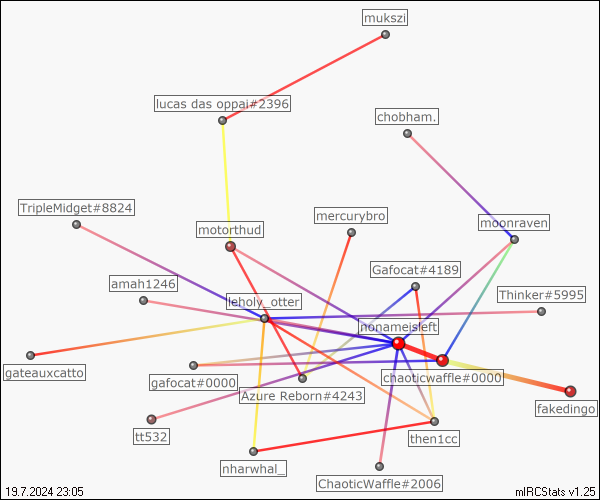 mukszi
lucas das oppai#2396
chobham.
TripleMidget#8824
mercurybro
motorthud
moonraven
Gafocat#4189
amah1246
Thinker#5995
leholy_otter
nonameisleft
gateauxcatto
gafocat#0000
chaoticwaffle#0000
Azure Reborn#4243
fakedingo
tt532
then1cc
nharwhal_
ChaoticWaffle#2006
19.7.2024 23:05
mIRCStats v1.25